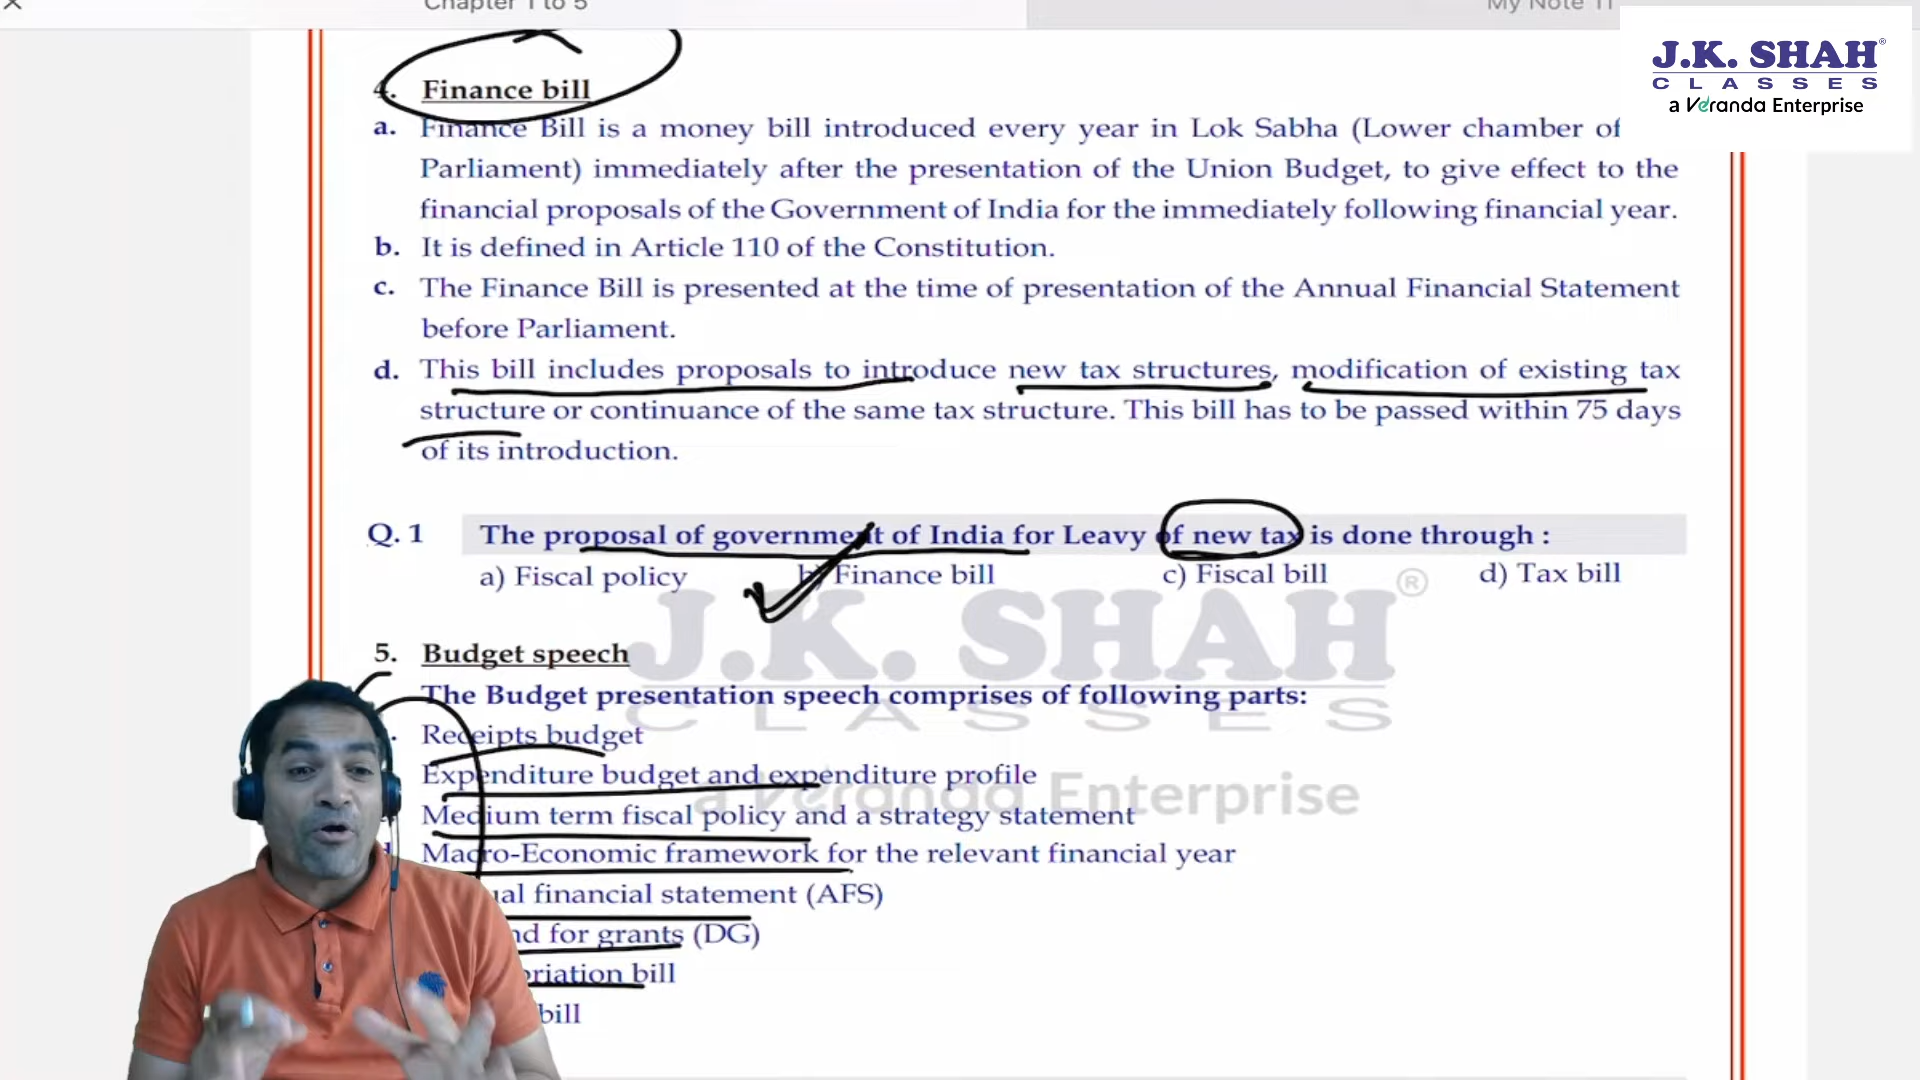 Chapter 1 to 5
My Note 11
J.K. SHAH®
CLASSES
a Veranda Enterprise
4. Finance bill
a. Finance Bill is a money bill introduced every year in Lok Sabha (Lower chamber of
Parliament) immediately after the presentation of the Union Budget, to give effect to the
financial proposals of the Government of India for the immediately following financial year.
b. It is defined in Article 110 of the Constitution.
c. The Finance Bill is presented at the time of presentation of the Annual Financial Statement
before Parliament.
d. This bill includes proposals to introduce new tax structures, modification of existing tax
structure or continuance of the same tax structure. This bill has to be passed within 75 days
of its introduction.
Q. 1 The proposal of government of India for Leavy of new tax is done through :
a) Fiscal policy b) Finance bill c) Fiscal bill d) Tax bill
J.K. SHAH®
CLASSES
a Veranda Enterprise
5. Budget speech
The Budget presentation speech comprises of following parts:
Receipts budget
Expenditure budget and expenditure profile
Medium term fiscal policy and a strategy statement
Macro-Economic framework for the relevant financial year
financial statement (AFS)
for grants (DG)
bill
bill